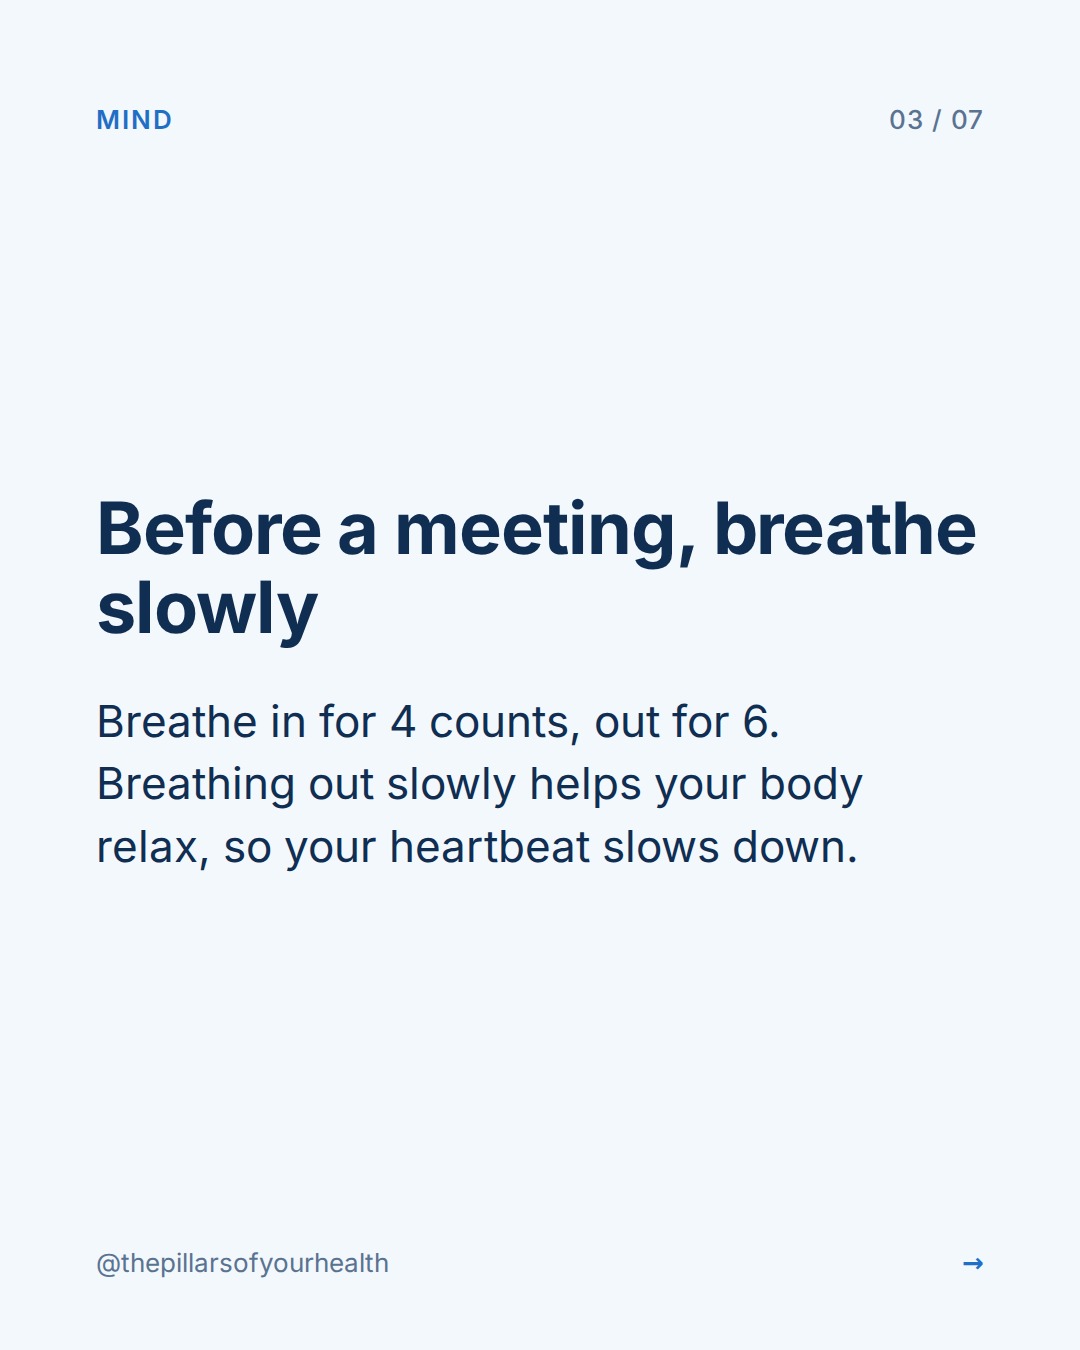 MIND
03 / 07
Before a meeting, breathe
slowly
Breathe in for 4 counts, out for 6.
Breathing out slowly helps your body
relax, so your heartbeat slows down.
@thepillarsofyourhealth
→